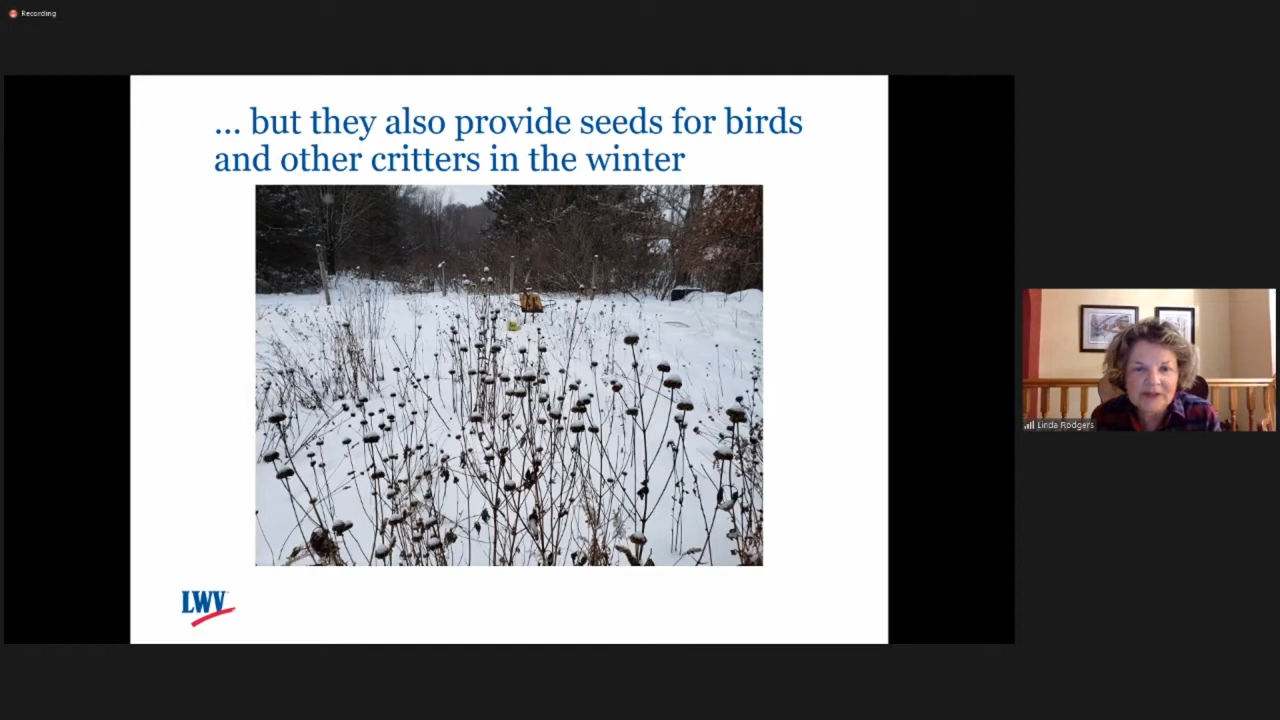 Recording
... but they also provide seeds for birds
and other critters in the winter
LWV
Linda Rodgers